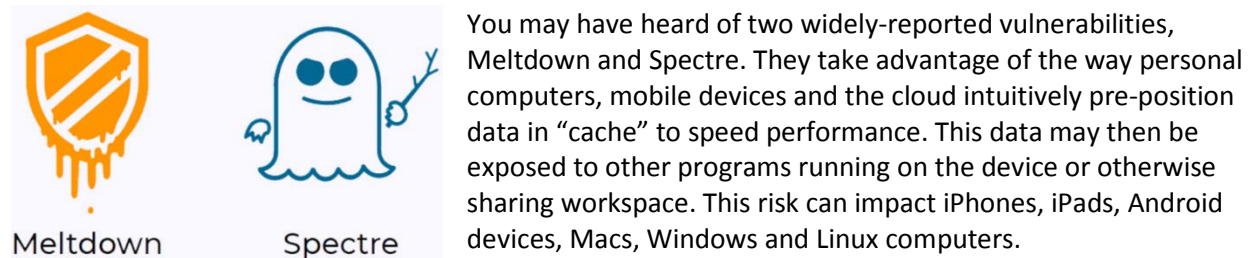 You may have heard of two widely-reported vulnerabilities,
Meltdown and Spectre. They take advantage of the way personal
computers, mobile devices and the cloud intuitively pre-position
data in “cache” to speed performance. This data may then be
exposed to other programs running on the device or otherwise
sharing workspace. This risk can impact iPhones, iPads, Android
devices, Macs, Windows and Linux computers.
Meltdown
Spectre